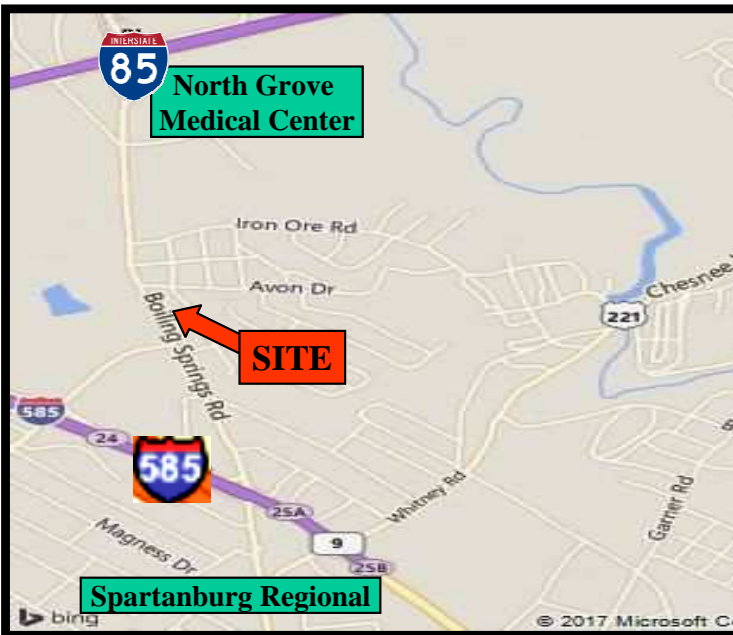 INTERSTATE
85
North Grove
Medical Center
Iron Ore Rd
Avon Dr
Chesnee
221
Boiling Springs Rd
SITE
585
24
585
25A
Whitney Rd
Garner Rd
Magness Dr
9
25B
Spartanburg Regional
bing
© 2017 Microsoft Co